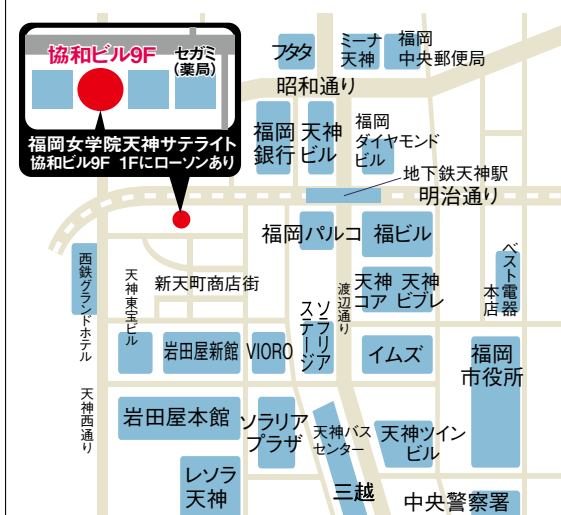 協和ビル9F
セガミ
(薬局)
福岡女学院天神サテライト
協和ビル9F 1Fにローソンあり
フタタ
ミーナ
天神
福岡
中央郵便局
昭和通り
福岡
銀行
天神
ビル
福岡
ダイヤモンド
ビル
地下鉄天神駅
明治通り
福岡パルコ
福ビル
西鉄グランドホテル
天神東宝ビル
新天町商店街
ソラリア
ステージ
渡辺通り
天神
コア
天神
ビブレ
ベスト電器
本店
岩田屋新館
VIORO
イムズ
福岡
市役所
天神西通り
岩田屋本館
ソラリア
プラザ
天神バス
センター
天神ツイン
ビル
レソラ
天神
三越
中央警察署